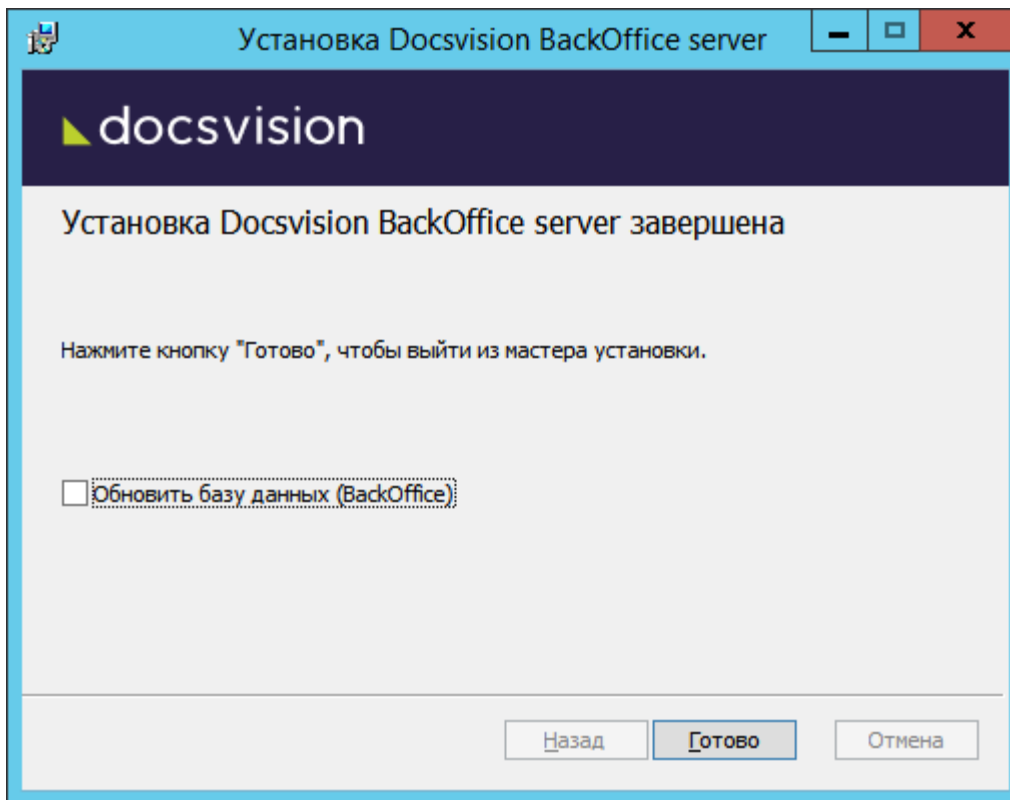 Установка Docsvision BackOffice server
docsvision
Установка Docsvision BackOffice server завершена
Нажмите кнопку "Готово", чтобы выйти из мастера установки.
Обновить базу данных (BackOffice)
Назад Готово Отмена